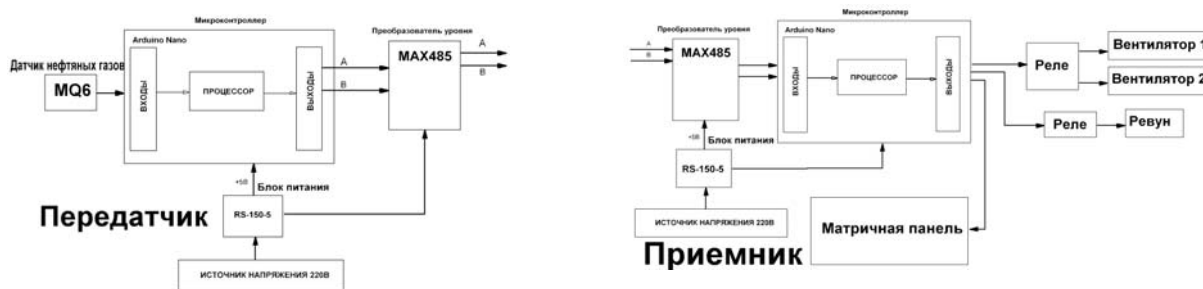 Микроконтроллер
Arduino Nano
Преобразователь уровня
MAX485
A
B
A
B
Датчик нефтяных газов
MQ6
ВХОДЫ
ПРОЦЕССОР
ВЫХОДЫ
+5В
Блок питания
RS-150-5
Передатчик
ИСТОЧНИК НАПРЯЖЕНИЯ 220В
Микроконтроллер
Преобразователь уровня
Arduino Nano
A
B
MAX485
ВХОДЫ
ПРОЦЕССОР
ВЫХОДЫ
Реле
Вентилятор 1
Вентилятор 2
Реле
Ревун
+5В
Блок питания
RS-150-5
ИСТОЧНИК НАПРЯЖЕНИЯ 220В
Матричная панель
Приемник